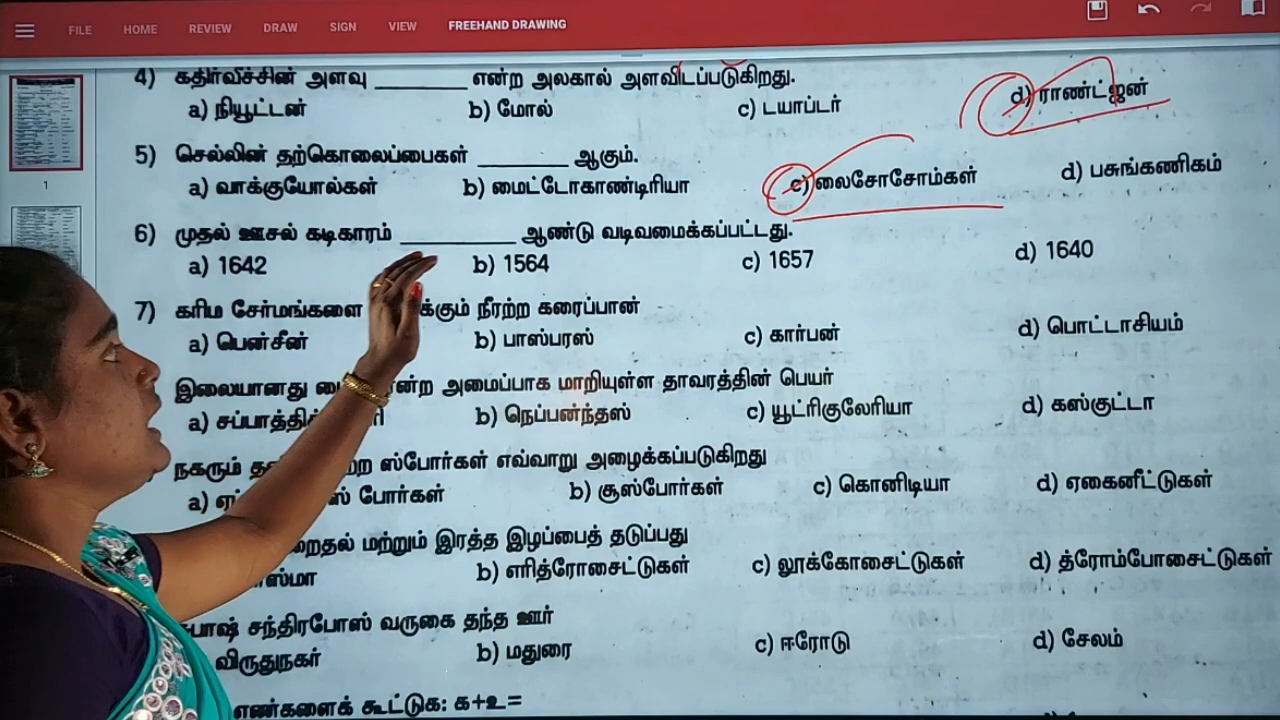 FILE HOME REVIEW DRAW SIGN VIEW FREEHAND DRAWING
4) கதிர்வீச்சின் அளவு ________ என்ற அலகால் அளவிடப்படுகிறது.
a) நியூட்டன் b) மோல் c) டயாப்டர் d) ராண்ட்ஜன்
5) செல்லின் தற்கொலைப்பைகள் ________ ஆகும்.
a) வாக்குயோல்கள் b) மைட்டோகாண்டிரியா c) லைசோசோம்கள் d) பசுங்கணிகம்
1
6) முதல் ஊசல் கடிகாரம் __________ ஆண்டு வடிவமைக்கப்பட்டது.
a) 1642 b) 1564 c) 1657 d) 1640
7) கரிம சேர்மங்களை க்கும் நீரற்ற கரைப்பான்
a) பென்சீன் b) பாஸ்பரஸ் c) கார்பன் d) பொட்டாசியம்
இலையானது என்ற அமைப்பாக மாறியுள்ள தாவரத்தின் பெயர்
a) b) நெப்பன்ந்தஸ் c) யூட்ரிகுலேரியா d) கஸ்குட்டா
நகரும் ஸ்போர்கள் எவ்வாறு அழைக்கப்படுகிறது
a) போர்கள் b) சூஸ்போர்கள் c) கொனிடியா d) ஏகைனீட்டுகள்
றைதல் மற்றும் இரத்த இழப்பைத் தடுப்பது
ஸ்மா b) எரித்ரோசைட்டுகள் c) லூக்கோசைட்டுகள் d) த்ரோம்போசைட்டுகள்
பாஷ் சந்திரபோஸ் வருகை தந்த ஊர்
விருதுநகர் b) மதுரை c) ஈரோடு d) சேலம்
எண்களைக் கூட்டுக: க+உ=